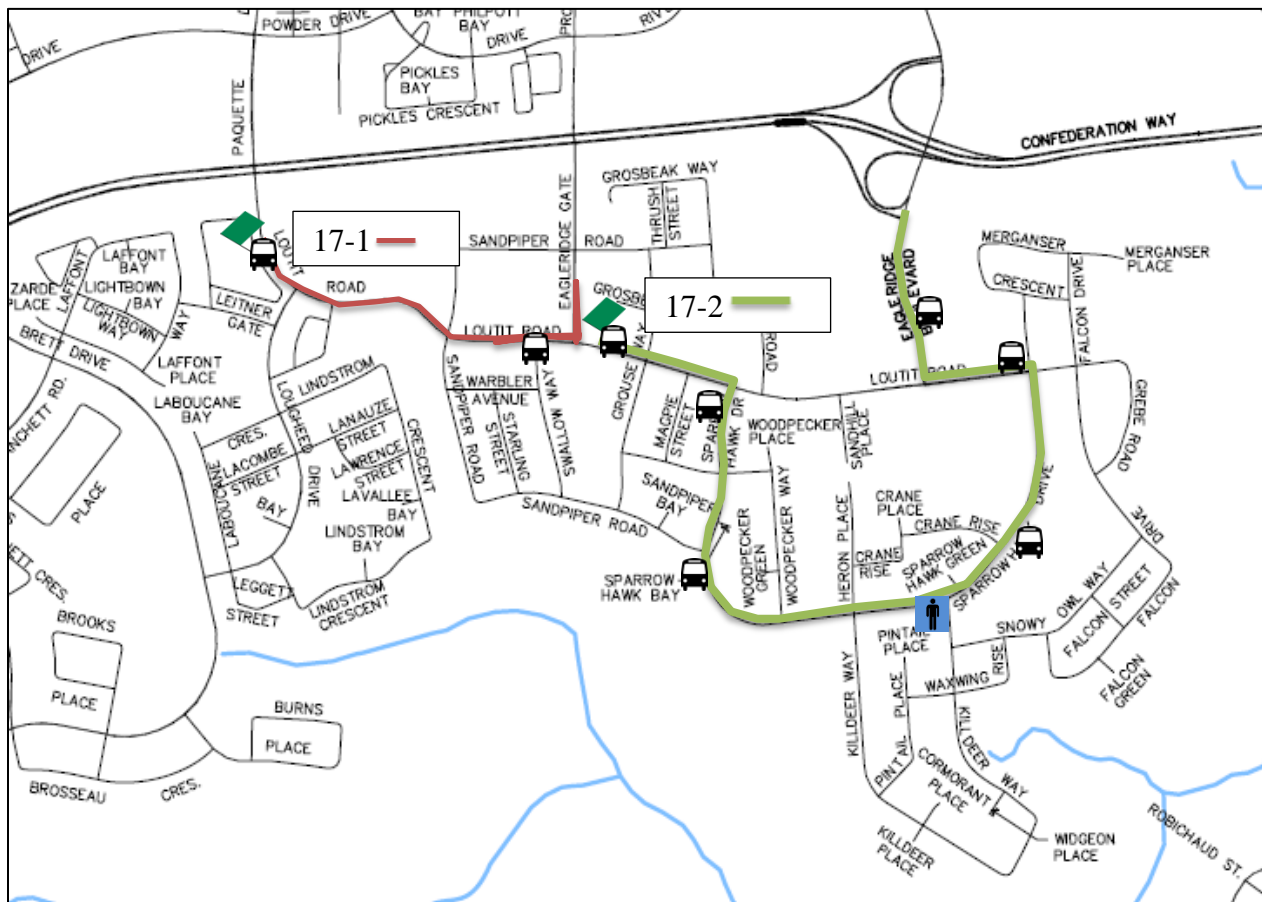 BAY
PHILPOTT
BAY
POWDER DRIVE
DRIVE
RIV
DRIVE
PICKLES
BAY
PICKLES CRESCENT
PAQUETTE
CONFEDERATION WAY
EAGLERIDGE GATE
GROSBEAK WAY
THRUSH
STREET
17-1
LOUTIT
ROAD
SANDPIPER ROAD
MERGANSER
CRESCENT
MERGANSER
PLACE
LAFFONT
LAFFONT
BAY
LIGHTBOWN
BAY
LIGHTBOWN
WAY
WAY
PLACE
LEITNER
GATE
BRETT DRIVE
LAFFONT
PLACE
LABOUCANE
BAY
17-2
WAY
ROAD
EAGLE RIDGE
LOUTIT ROAD
LOUTIT ROAD
FALCON DRIVE
GREBE ROAD
LINDSTROM
LOUGHEED
DRIVE
LANAUZE
STREET
LAWRENCE
STREET
CRESCENT
LAVALLEE
BAY
LINDSTROM
BAY
CRES.
LACOMBE
STREET
LABOUCANE
BAY
LEGGETT
STREET
LINDSTROM
CRESCENT
WARBLER
AVENUE
STARLING
STREET
SWALLOW WAY
SANDPIPER ROAD
SANDPIPER ROAD
GROUSE
MAGPIE
STREET
HAWK DR
WOODPECKER
PLACE
SANDHILL
PLACE
SANDPIPER
BAY
WOODPECKER
GREEN
WOODPECKER WAY
SPARROW
HAWK BAY
HERON PLACE
CRANE
PLACE
CRANE RISE
CRANE
RISE
SPARROW
HAWK GREEN
SPARROW H
DRIVE
DRIVE
PINTAIL
PLACE
SNOWY
OWL WAY
FALCON
STREET
FALCON
FALCON
GREEN
WAXWING
RISE
KILLDEER WAY
PINTAIL
PLACE
KILLDEER
WAY
CORMORANT
PLACE
KILLDEER
PLACE
WIDGEON
PLACE
ROBICHAUD ST.
PLACE
CRES.
BROOKS
PLACE
BURNS
PLACE
BROSSEAU
CRES.